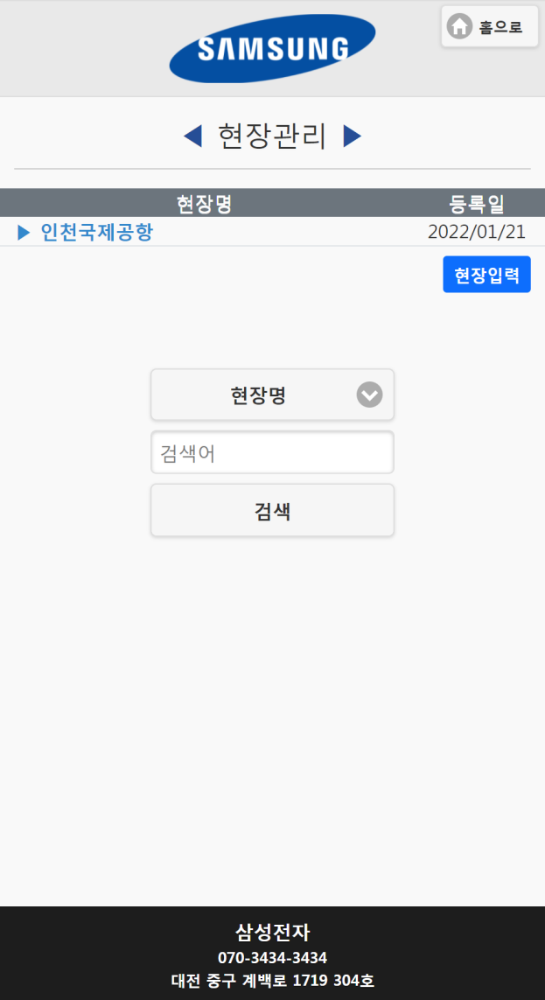 SAMSUNG
홈으로
◀ 현장관리 ▶
현장명 등록일
▶ 인천국제공항 2022/01/21
현장입력
현장명
검색어
검색
삼성전자
070-3434-3434
대전 중구 계백로 1719 304호